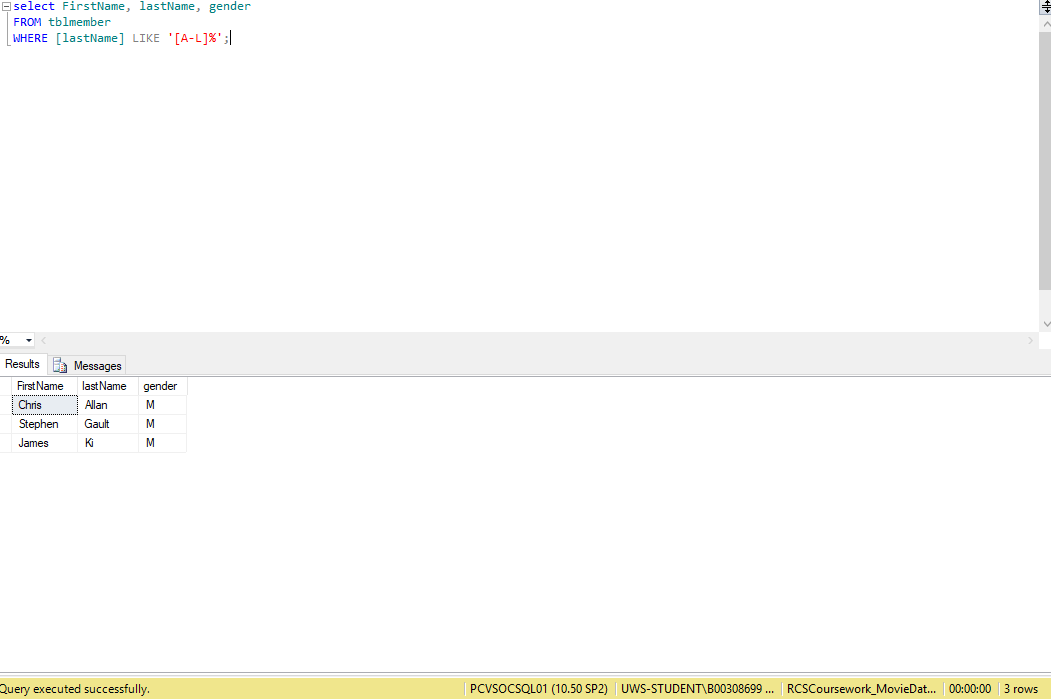 select FirstName, lastName, gender
FROM tblmember
WHERE [lastName] LIKE '[A-L]%';
%
Results Messages
FirstName lastName gender
Chris Allan M
Stephen Gault M
James Ki M
Query executed successfully. PCVSOCSQL01 (10.50 SP2) UWS-STUDENT\B00308699 ... RCSCoursework_MovieDat... 00:00:00 3 rows